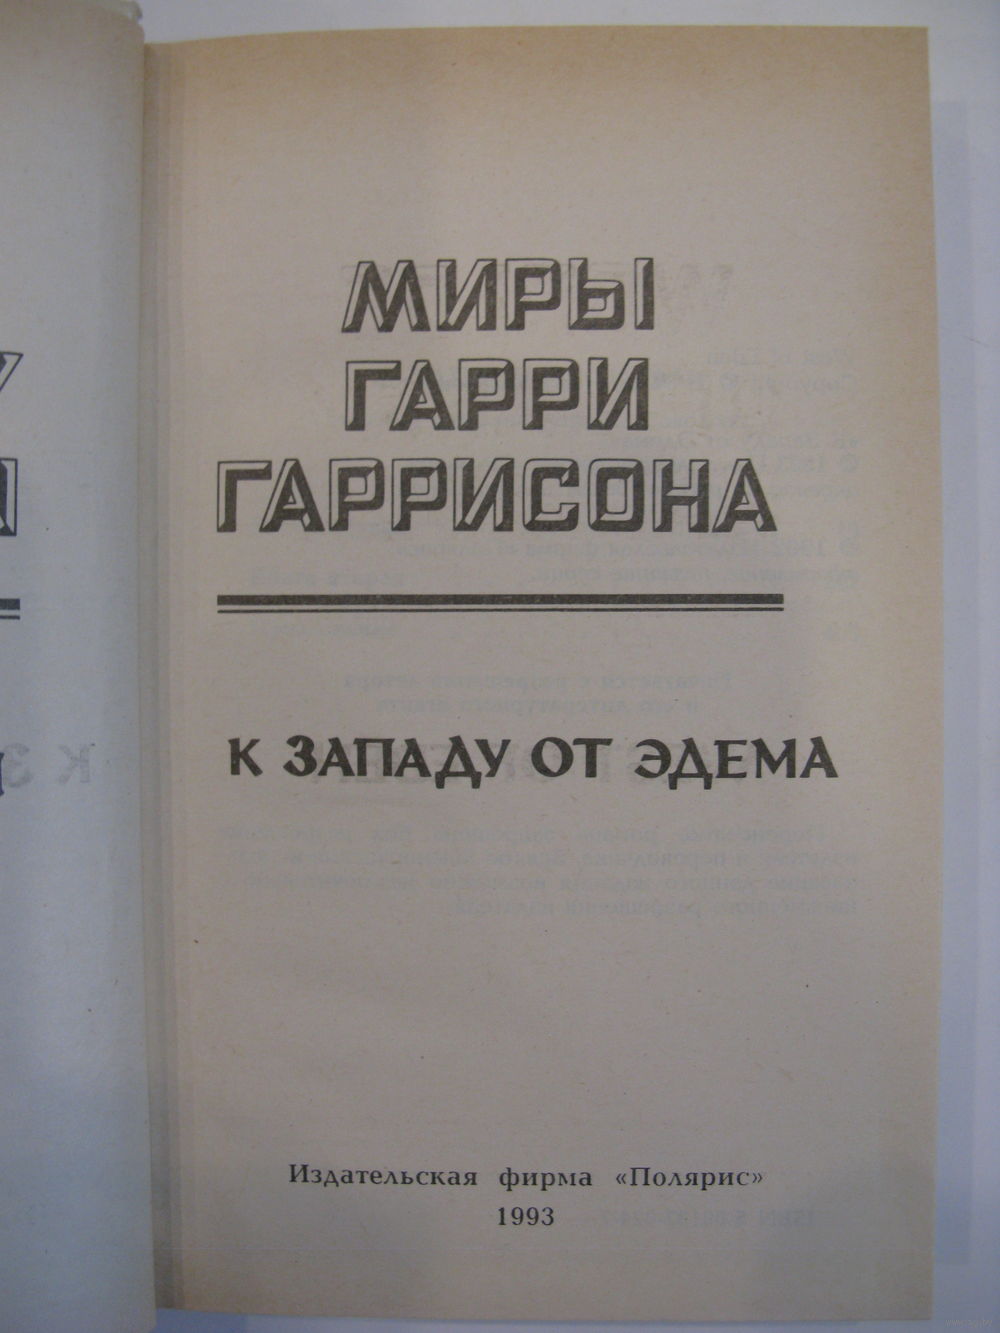 МИРЫ
ГАРРИ
ГАРРИСОНА
К ЗАПАДУ ОТ ЭДЕМА
Издательская фирма «Полярис»
1993